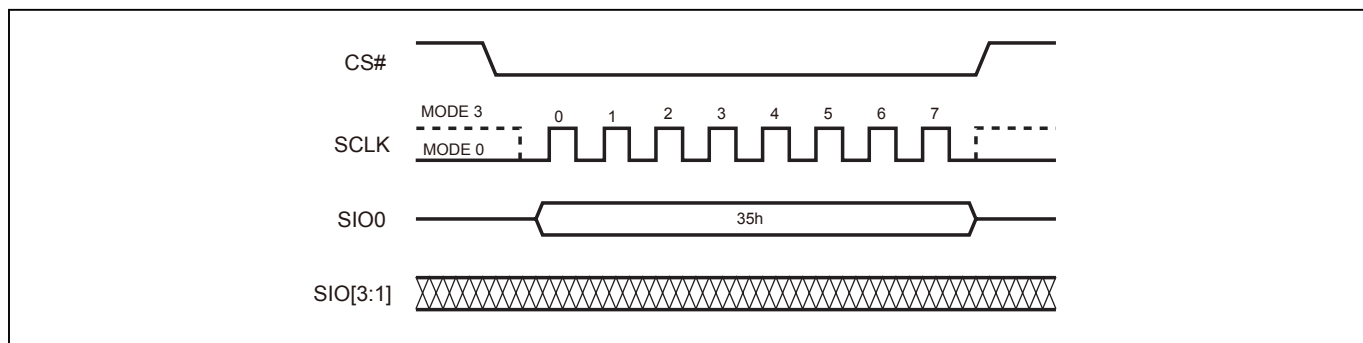 CS#
MODE 3
0 1 2 3 4 5 6 7
SCLK
MODE 0
SIO0
35h
SIO[3:1]